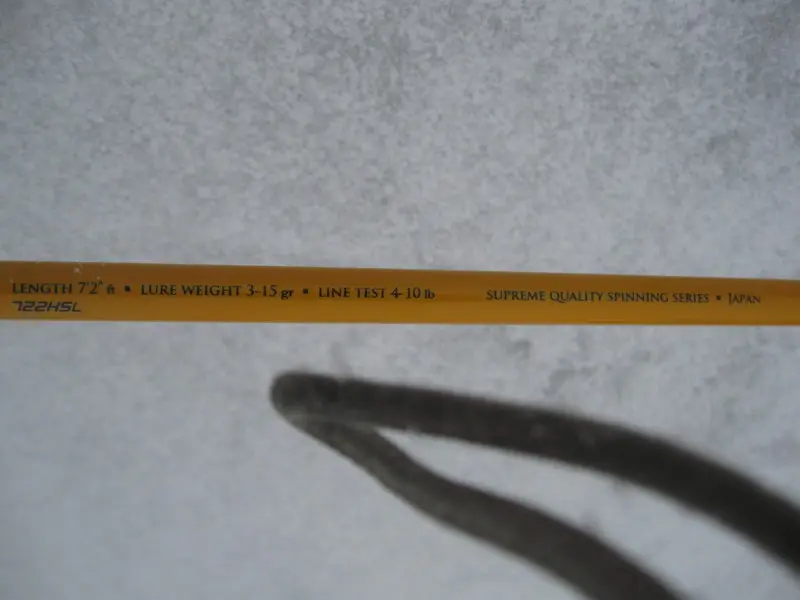 LENGTH 7'2" ft ▪ LURE WEIGHT 3-15 gr ▪ LINE TEST 4-10 lb SUPREME QUALITY SPINNING SERIES ▪ JAPAN
722HSL